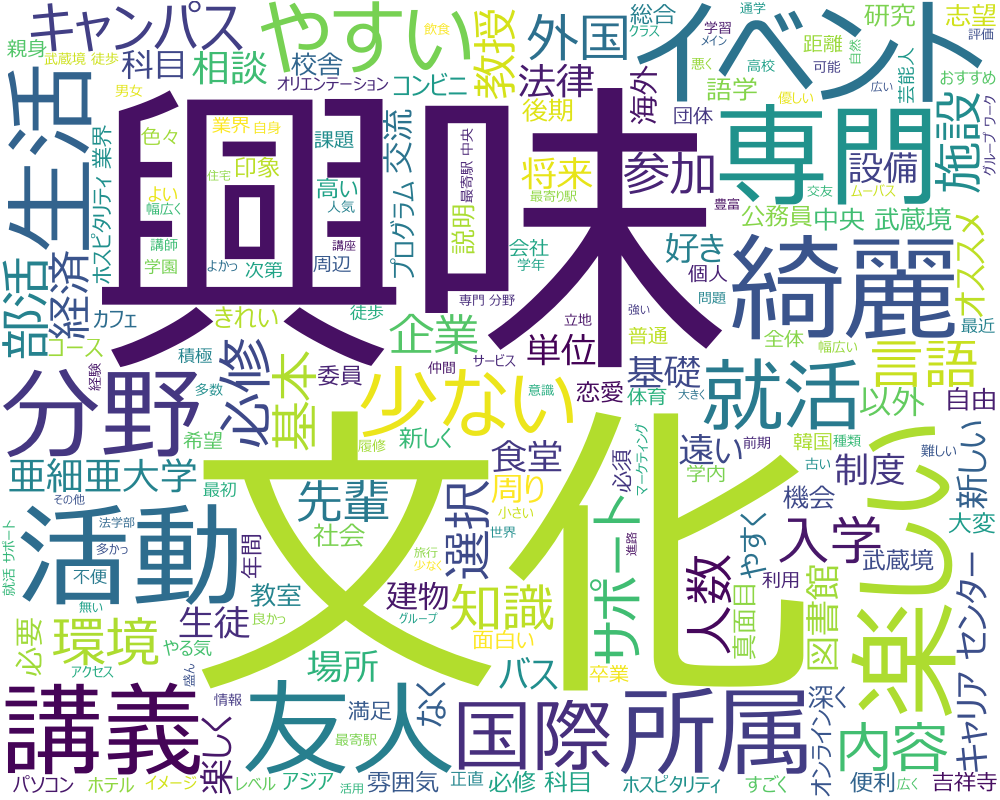 キャンパス
やすい
イベント
外国
教授
総合
クラス
学習
メイン
通学
研究
志望
評価
親身
武蔵境 徒歩
科目
相談
校舎
オリエンテーション
コンビニ
法律
海外
語学
距離
悪く
高校
可能
自然
芸能人
おすすめ
グループ ワーク
飲食
男女
生活
業界
自身
色々
印象
課題
交流
後期
団体
優しい
広い
専門
施設
興味
住宅
よい
幅広く
高い
人気
プログラム
説明
最寄駅 中央
将来
参加
最寄り駅
豊富
設備
交友
ムーバス
公務員
中央
武蔵境
ホスピタリティ 業界
講師
学園
よかっ
次第
講座
周辺
会社
学年
好き
個人
綺麗
オススメ
部活
経済
カフェ
きれい
徒歩
専門 分野
問題
強い
最近
コース
積極
企業
立地
普通
全体
幅広い
分野
経験
多数
必修
委員
仲間
サービス
単位
基礎
就活
言語
基本
少ない
意識
恋愛
体育
大きく
以外
自由
希望
新しく
履修
文化
食堂
遠い
前期
韓国
種類
難しい
亜細亜大学
最初
先輩
周り
小さい
必須
マーケティング
学内
古い
制度
新しい
その他
社会
選択
サポート
機会
大変
楽しい
活動
法学部
多かっ
就活 サポート
不便
年間
世界
進路
人数
やすく
入学
武蔵境
無い
教室
旅行
少なく
建物
知識
利用
真面目
図書館
センター
必要
環境
生徒
良かっ
グループ
面白い
やる気
アクセス
場所
バス
卒業
講義
盛ん
楽しく
情報
友人
満足
なく
国際
所属
深く
オンライン
内容
キャリア
最寄駅
パソコン
ホテル
イメージ
レベル
アジア
活用
雰囲気
正直
必修 科目
ホスピタリティ
すごく
便利
広く
吉祥寺